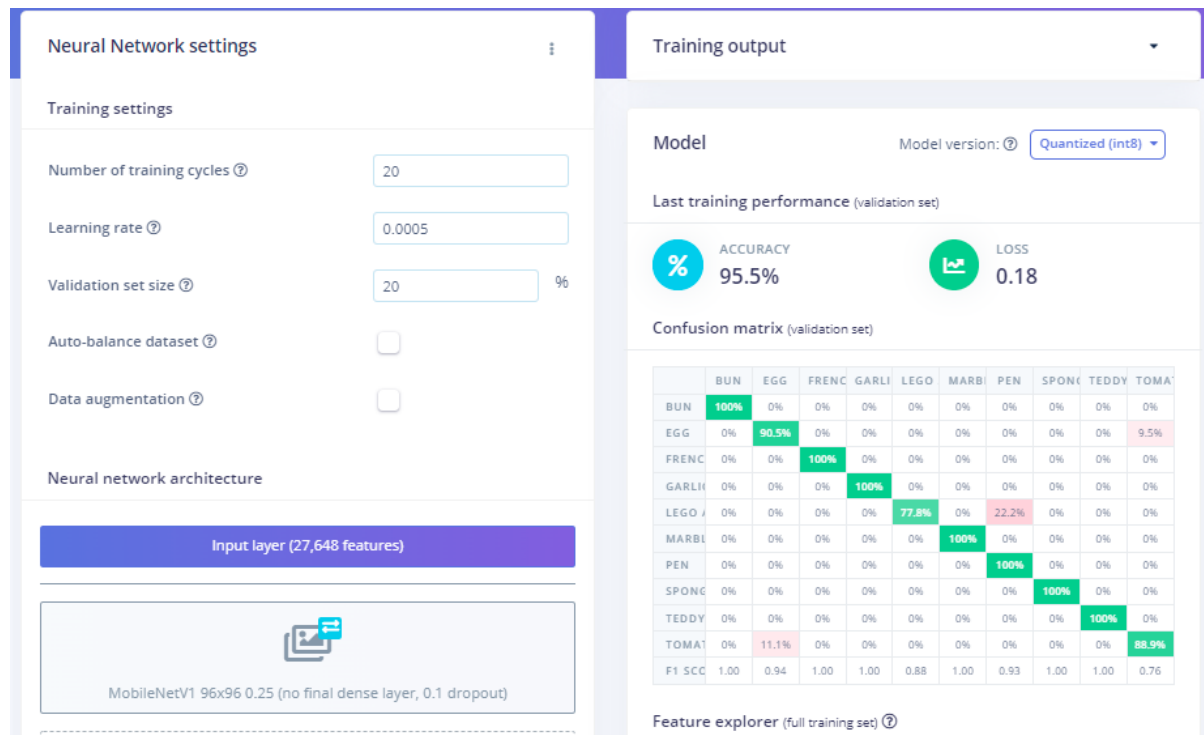 Neural Network settings
Training settings
Number of training cycles ?
20
Learning rate ?
0.0005
Validation set size ?
20
%
Auto-balance dataset ?
Data augmentation ?
Neural network architecture
Input layer (27,648 features)
MobileNetV1 96x96 0.25 (no final dense layer, 0.1 dropout)
Training output
Model
Model version: ? Quantized (int8)
Last training performance (validation set)
%
ACCURACY
95.5%
LOSS
0.18
Confusion matrix (validation set)
BUN EGG FRENC GARLI LEGO MARB PEN SPON TEDDY TOMA
BUN 100% 0% 0% 0% 0% 0% 0% 0% 0% 0%
EGG 0% 90.5% 0% 0% 0% 0% 0% 0% 0% 9.5%
FRENC 0% 0% 100% 0% 0% 0% 0% 0% 0% 0%
GARLI 0% 0% 0% 100% 0% 0% 0% 0% 0% 0%
LEGO 0% 0% 0% 0% 77.8% 0% 22.2% 0% 0% 0%
MARBL 0% 0% 0% 0% 0% 100% 0% 0% 0% 0%
PEN 0% 0% 0% 0% 0% 0% 100% 0% 0% 0%
SPONG 0% 0% 0% 0% 0% 0% 0% 100% 0% 0%
TEDDY 0% 0% 0% 0% 0% 0% 0% 0% 100% 0%
TOMAT 0% 11.1% 0% 0% 0% 0% 0% 0% 0% 88.9%
F1 SCC 1.00 0.94 1.00 1.00 0.88 1.00 0.93 1.00 1.00 0.76
Feature explorer (full training set) ?